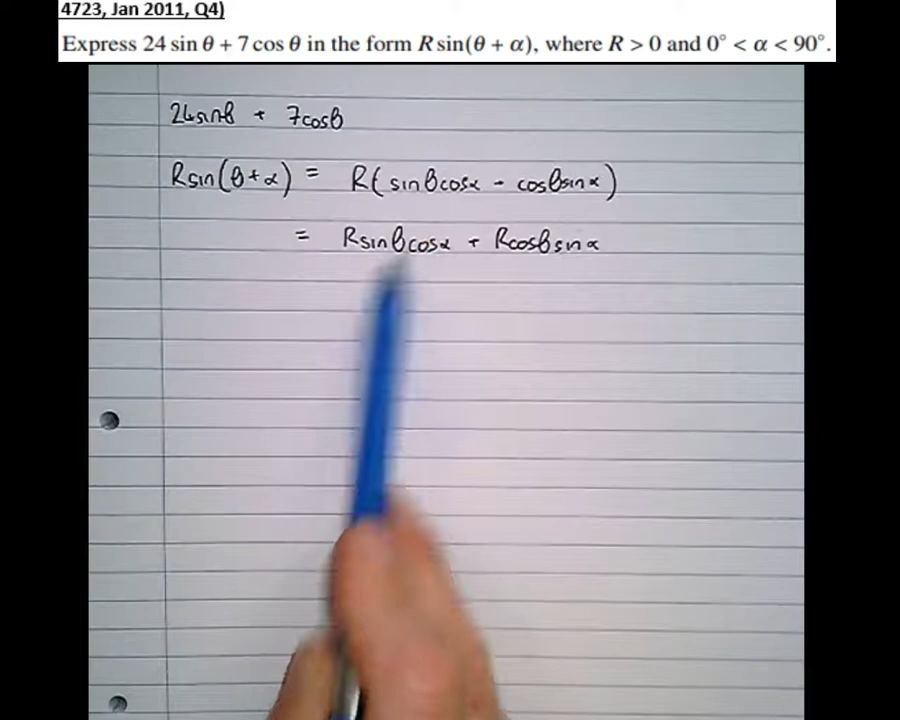 4723, Jan 2011, Q4)
Express 24 sin θ + 7 cos θ in the form R sin(θ + α), where R > 0 and 0° < α < 90°.
24sinθ + 7cosθ
Rsin(θ+α) = R(sinθcosα - cosθsinα)
= Rsinθcosα + Rcosθsinα